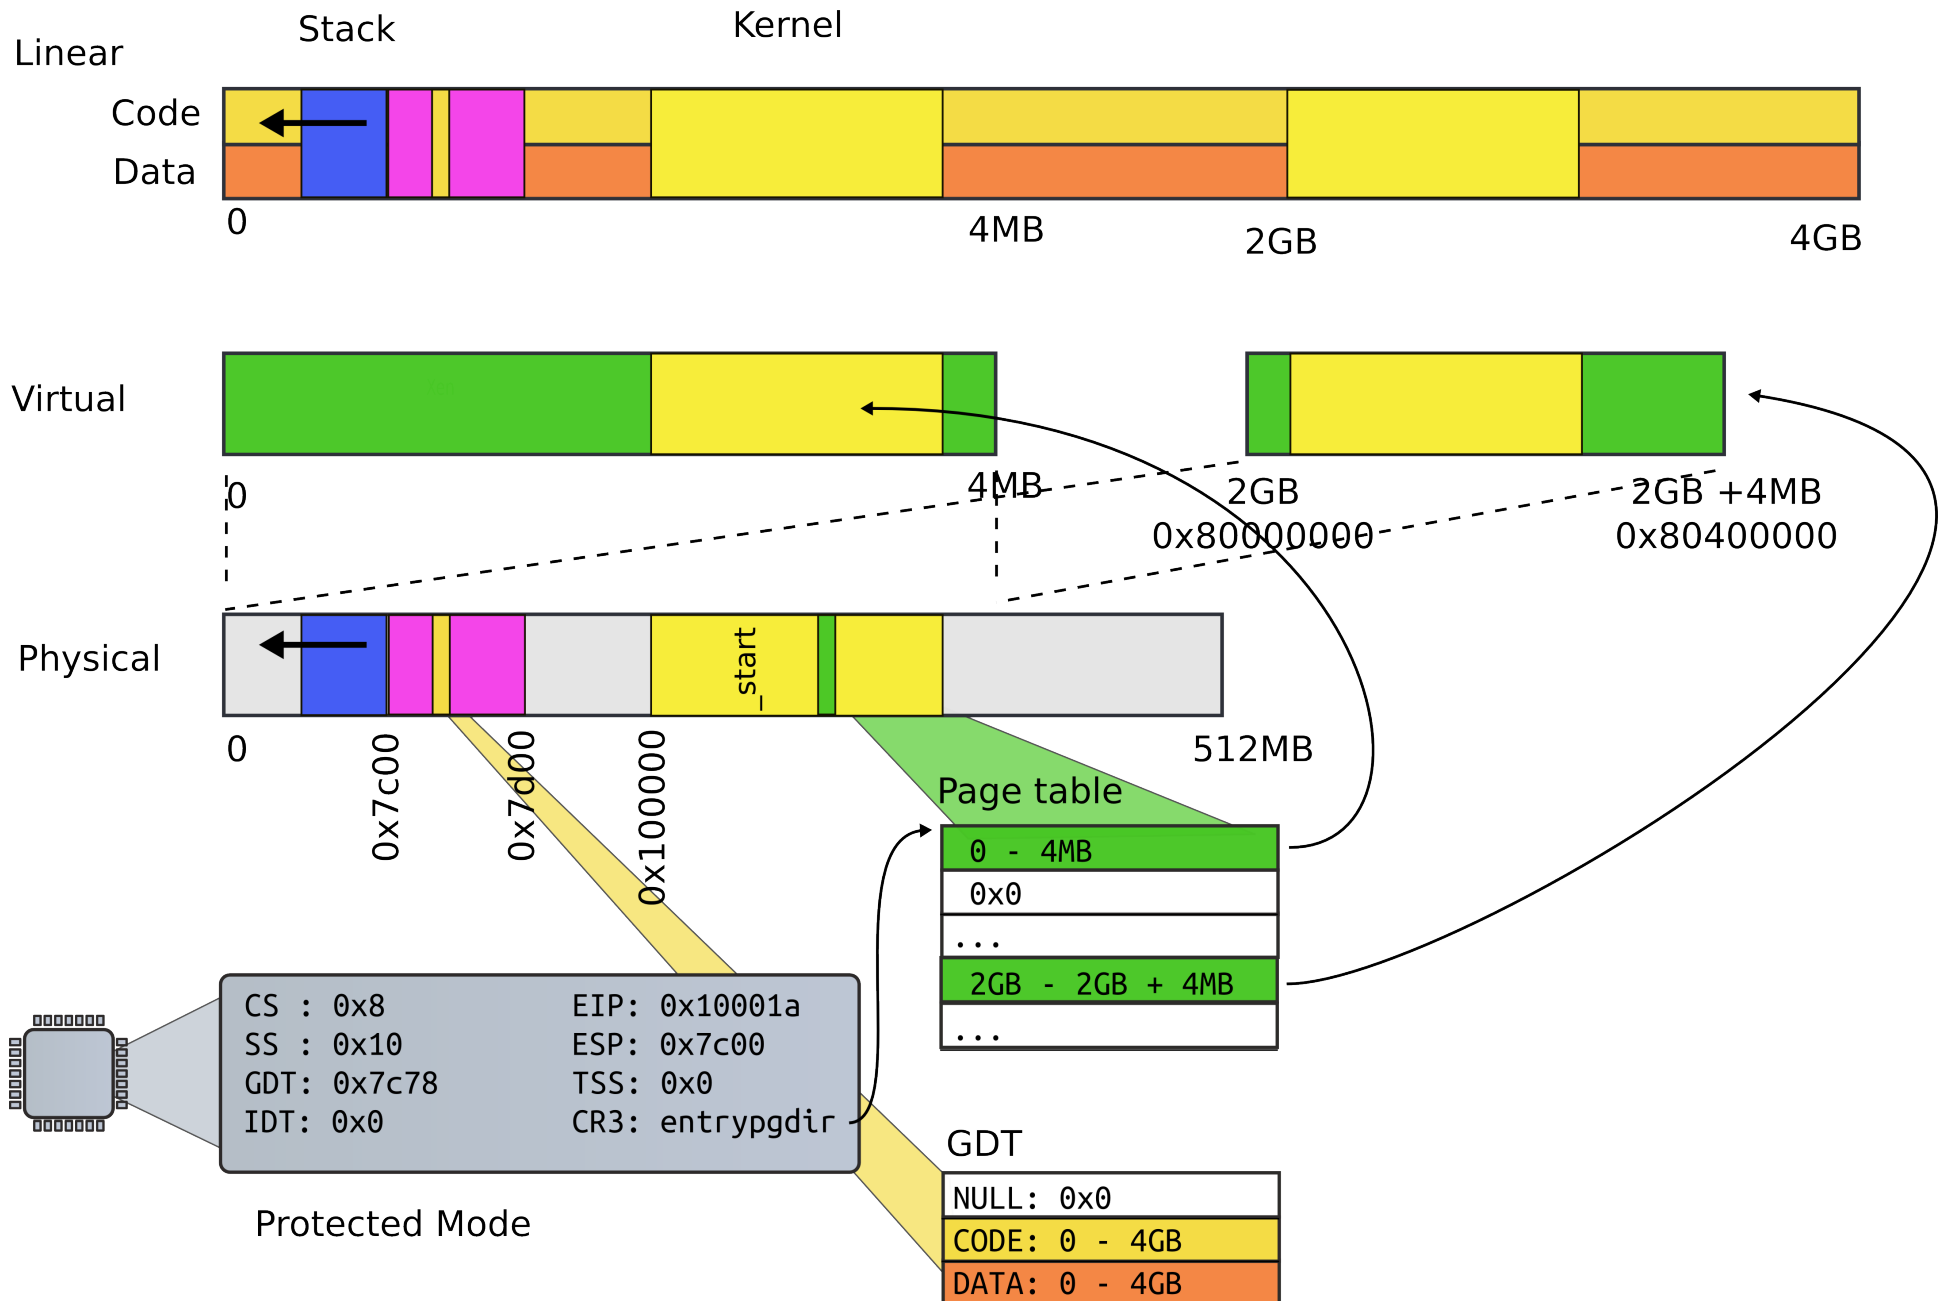 Stack
Kernel
Linear
Code
Data
0
4MB
2GB
4GB
Virtual
0
4MB
2GB
0x80000000
2GB +4MB
0x80400000
Physical
_start
0
0x7c00
0x7d00
0x100000
512MB
Page table
0 - 4MB
0x0
...
2GB - 2GB + 4MB
...
CS : 0x8
SS : 0x10
GDT: 0x7c78
IDT: 0x0
EIP: 0x10001a
ESP: 0x7c00
TSS: 0x0
CR3: entrypgdir
Protected Mode
GDT
NULL: 0x0
CODE: 0 - 4GB
DATA: 0 - 4GB